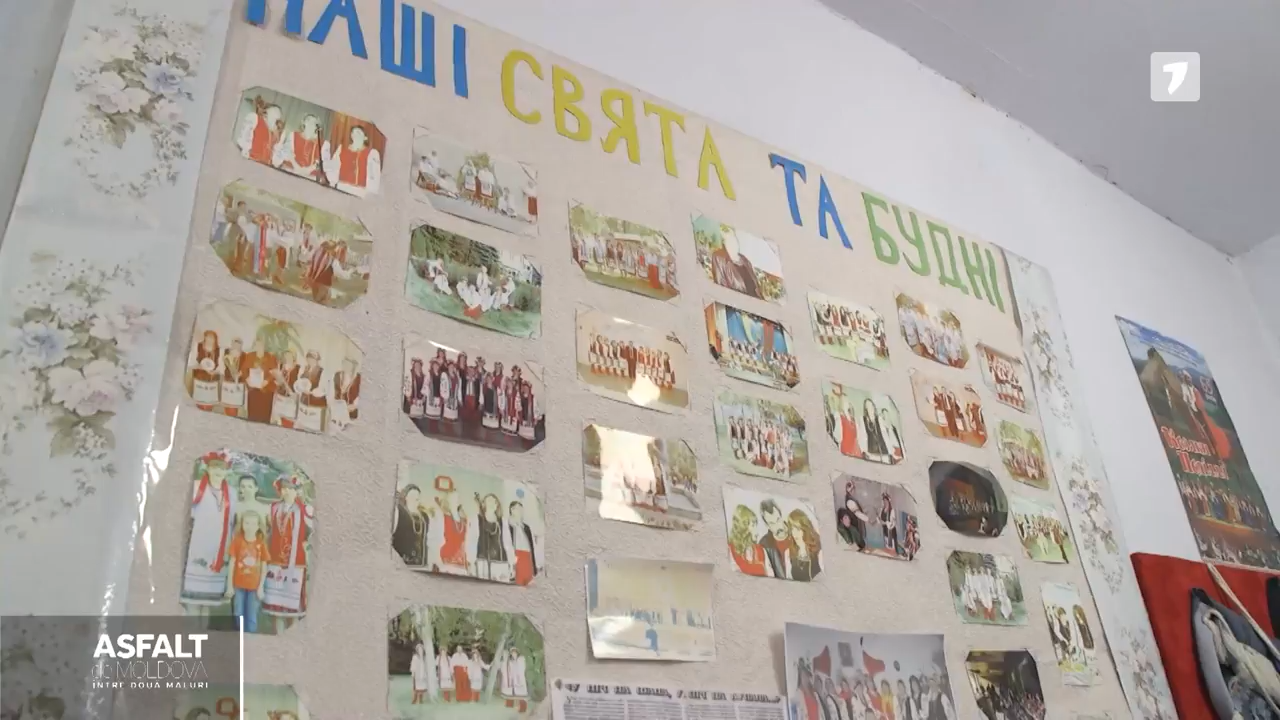 НАШІ СВЯТА ТА БУДНІ
ASFALT
de MOLDOVA
ÎNTRE DOUĂ MALURI